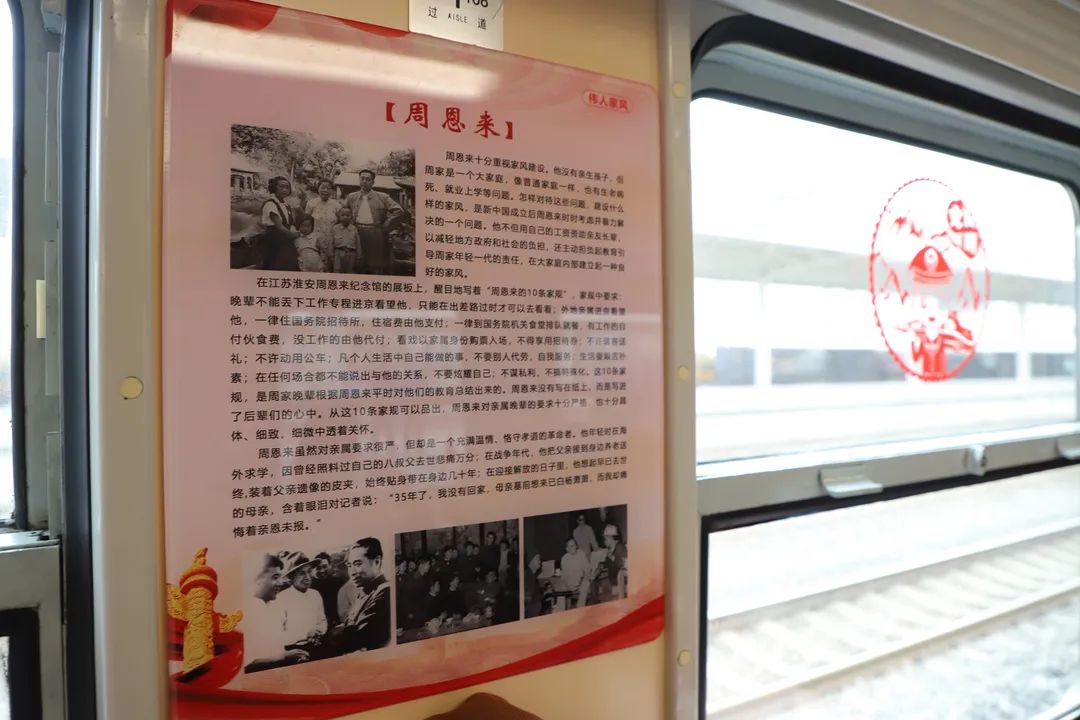 过 AISLE 道
伟人家风
【周恩来】
周恩来十分重视家风建设。他没有亲生孩子，但
周家是一个大家庭，像普通家庭一样，也有生老病
死、就业上学等问题。怎样对待这些问题，建设什么
样的家风，是新中国成立后周恩来时时考虑并着力解
决的一个问题。他不但用自己的工资资助亲友长辈，
以减轻地方政府和社会的负担，还主动担负起教育引
导周家年轻一代的责任，在大家庭内部建立起一种良
好的家风。
在江苏淮安周恩来纪念馆的展板上，醒目地写着“周恩来的10条家规”，家规中要求：
晚辈不能丢下工作专程进京看望他，只能在出差路过时才可以去看看；外地亲属进京看望
他，一律住国务院招待所，住宿费由他支付；一律到国务院机关食堂排队就餐，有工作的自
付伙食费，没工作的由他代付；看戏以家属身份购票入场，不得享用招待券；不许请客送
礼；不许动用公车；凡个人生活中自己能做的事，不要别人代劳，自我服务；生活要艰苦朴
素；在任何场合都不能说出与他的关系，不要炫耀自己；不谋私利，不搞特殊化，这10条家
规，是周家晚辈根据周恩来平时对他们的教育总结出来的。周恩来没有写在纸上，而是写进
了后辈们的心中。从这10条家规可以品出，周恩来对亲属晚辈的要求十分严格，也十分具
体、细致，细微中透着关怀。
周恩来虽然对亲属要求很严，但却是一个充满温情、恪守孝道的革命者。他年轻时在海
外求学，因曾经照料过自己的八叔父去世悲痛万分；在战争年代，他把父亲接到身边养老送
终，装着父亲遗像的皮夹，始终贴身带在身边几十年；在迎接解放的日子里，他想起早已去世
的母亲，含着眼泪对记者说：“35年了，我没有回家，母亲墓前想来已白杨萧萧，而我却痛
悔着亲恩未报。”